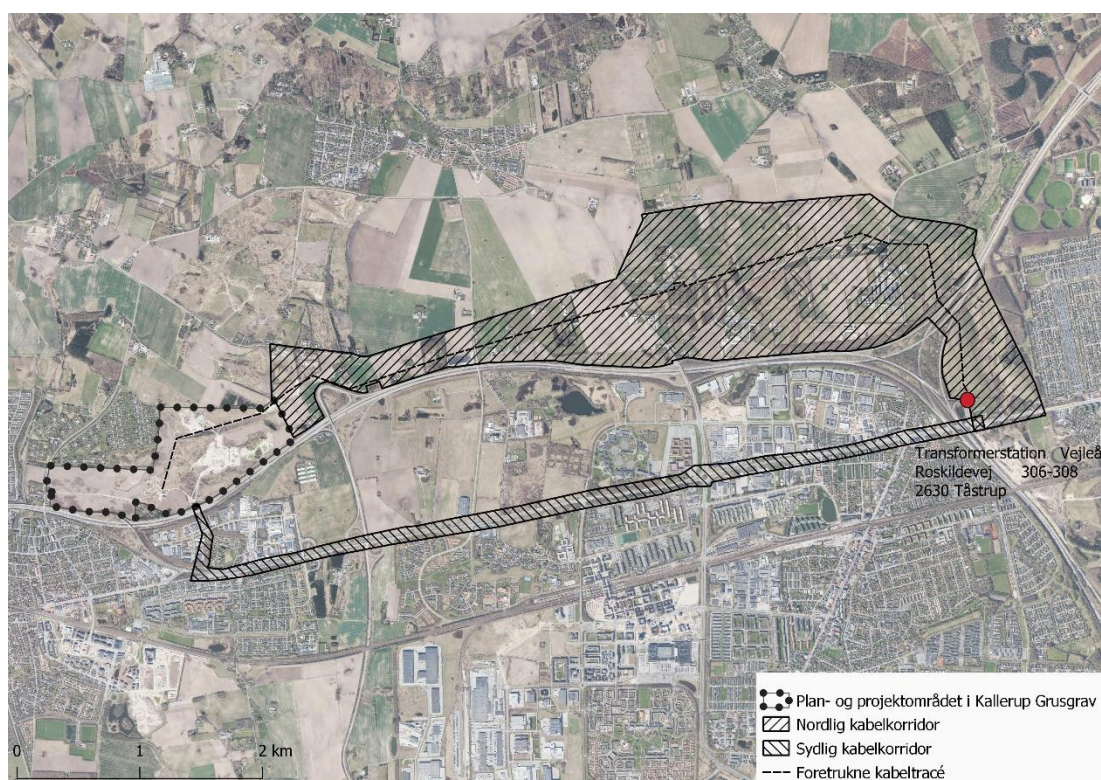 Transformerstation Vejleå
Roskildevej 306-308
2630 Tåstrup
Plan- og projektområdet i Kallerup Grusgrav
Nordlig kabelkorridor
Sydlig kabelkorridor
Foretrukne kabeltracé
0 1 2 km